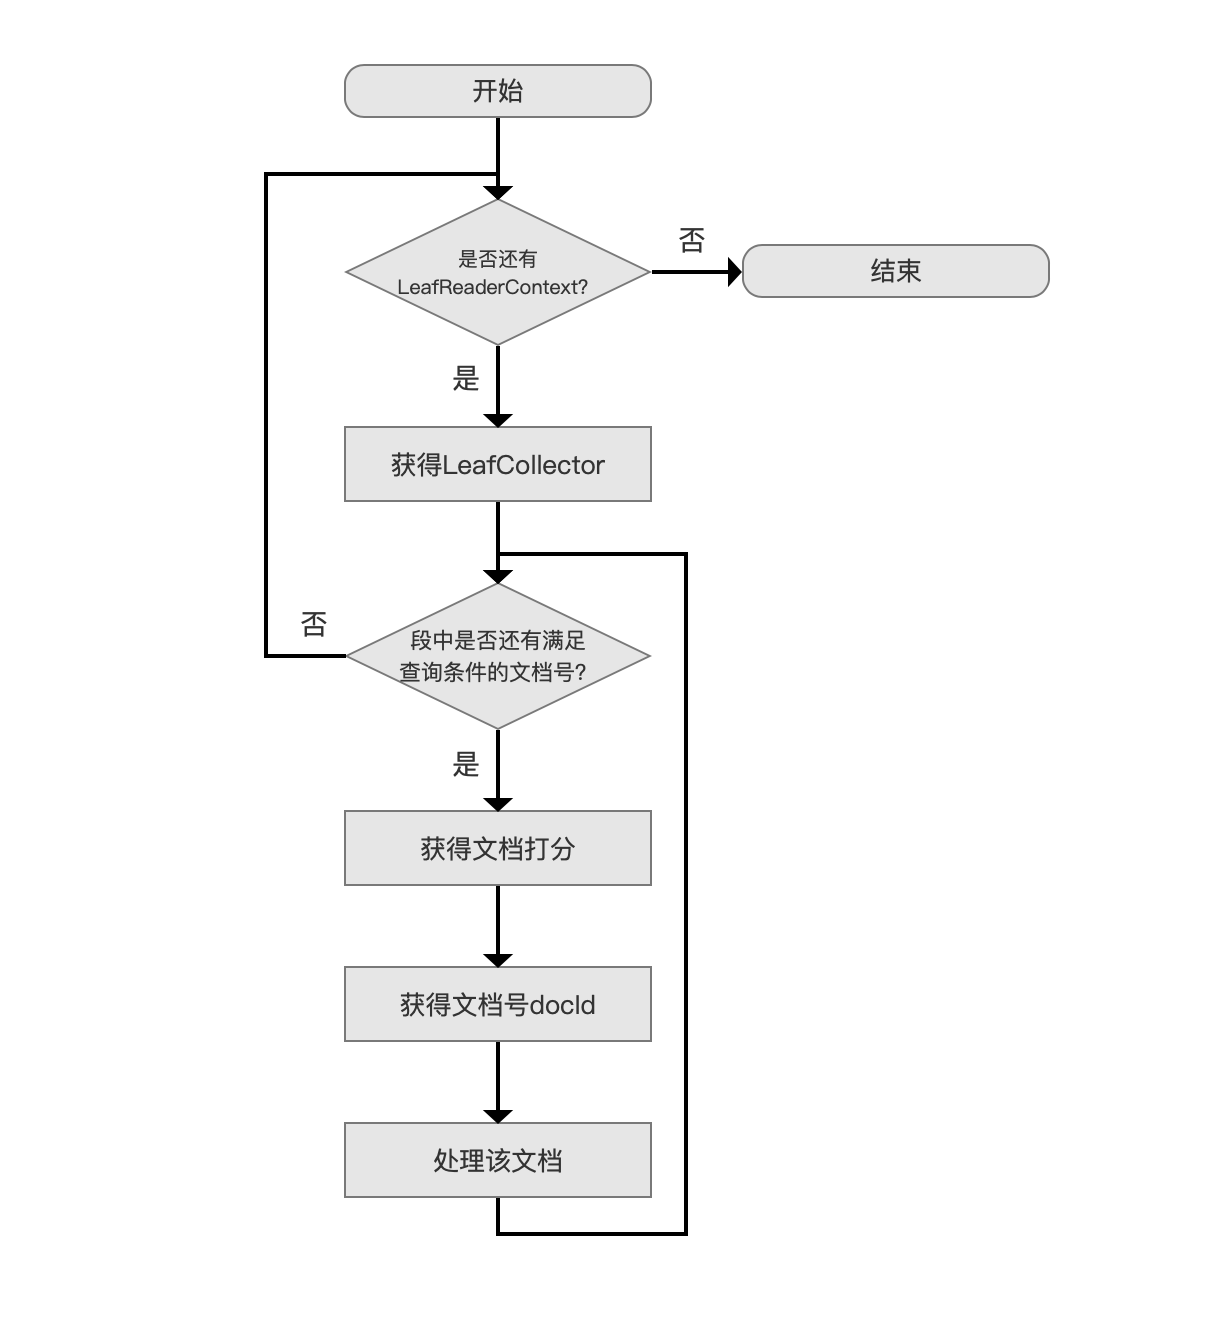 开始
是否还有
LeafReaderContext?
否
结束
是
获得LeafCollector
否
段中是否还有满足
查询条件的文档号?
是
获得文档打分
获得文档号docId
处理该文档